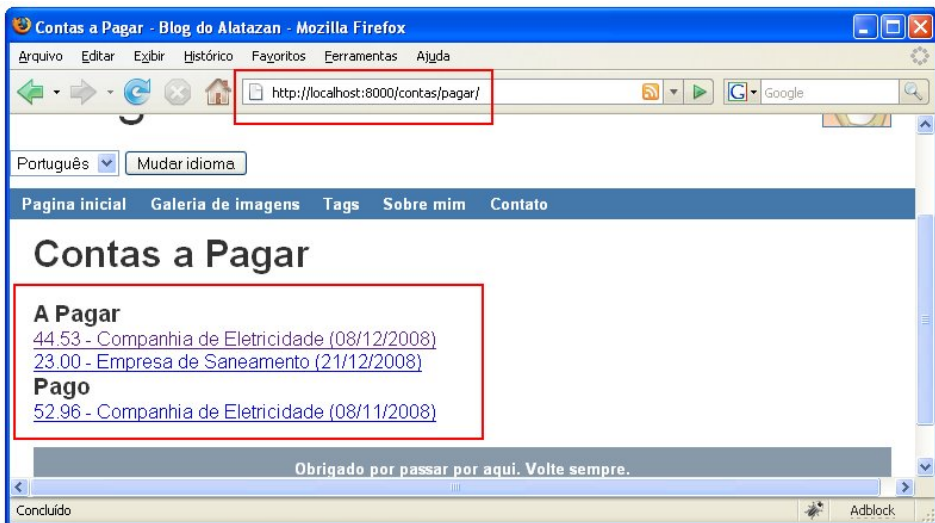 Contas a Pagar - Blog do Alatazan - Mozilla Firefox
Arquivo Editar Exibir Histórico Favoritos Ferramentas Ajuda
http://localhost:8000/contas/pagar/ Google
Português Mudar idioma
Pagina inicial Galeria de imagens Tags Sobre mim Contato
Contas a Pagar
A Pagar
44.53 - Companhia de Eletricidade (08/12/2008)
23.00 - Empresa de Saneamento (21/12/2008)
Pago
52.96 - Companhia de Eletricidade (08/11/2008)
Obrigado por passar por aqui. Volte sempre.
Concluído Adblock